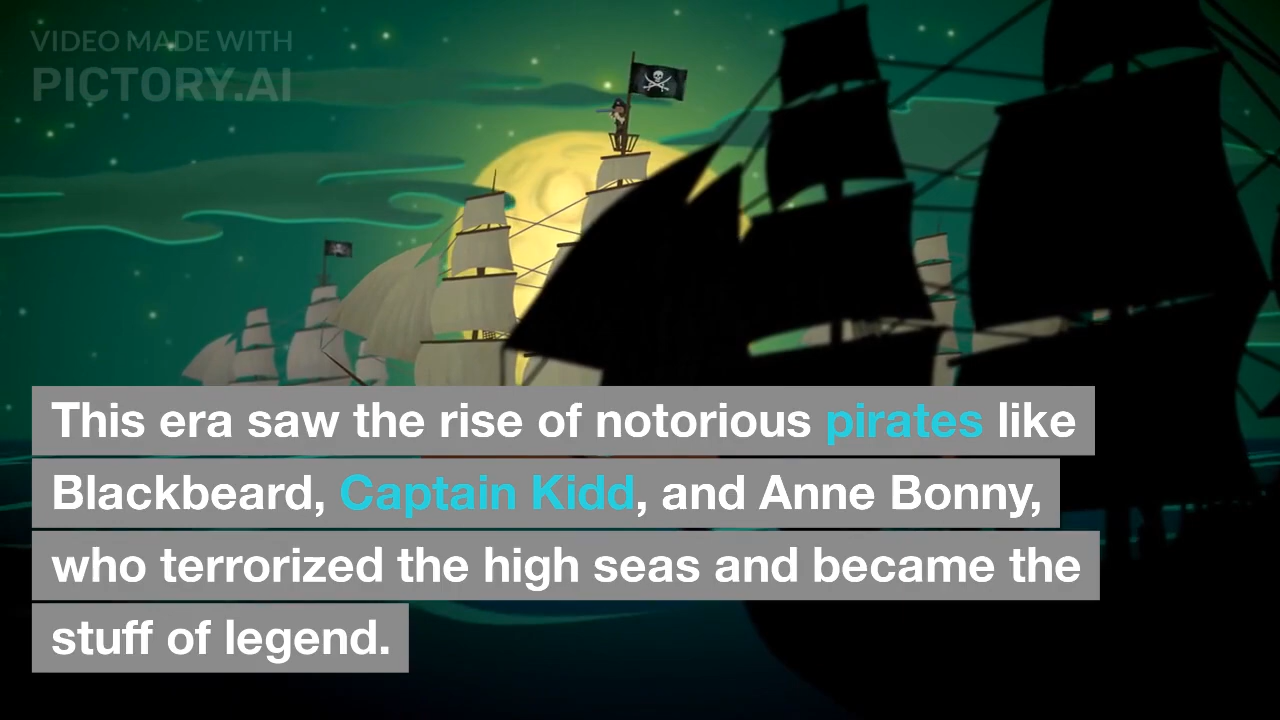 VIDEO MADE WITH
PICTORY.AI
This era saw the rise of notorious pirates like
Blackbeard, Captain Kidd, and Anne Bonny,
who terrorized the high seas and became the
stuff of legend.